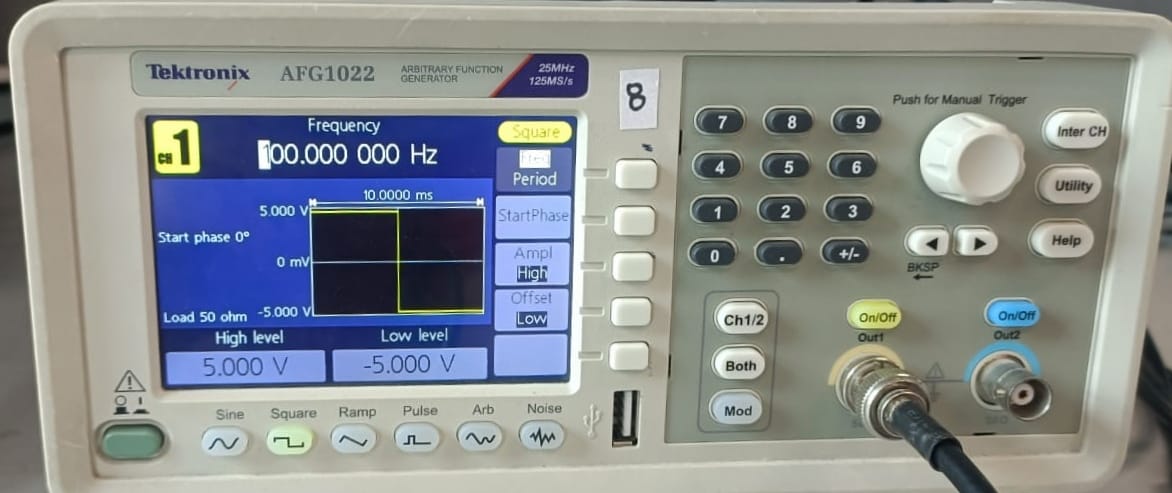 Tektronix AFG1022 ARBITRARY FUNCTION GENERATOR 25MHz 125MS/s
8
CH 1
Frequency
100.000 000 Hz
Square
Freq
Period
StartPhase
Ampl
High
Offset
Low
10.0000 ms
5.000 V
Start phase 0°
0 mV
Load 50 ohm
-5.000 V
High level
Low level
5.000 V
-5.000 V
Sine
Square
Ramp
Pulse
Arb
Noise
7 8 9
4 5 6
1 2 3
0 . +/-
Push for Manual Trigger
Inter CH
Utility
Help
BKSP
Ch1/2
Both
Mod
On/Off
Out1
On/Off
Out2